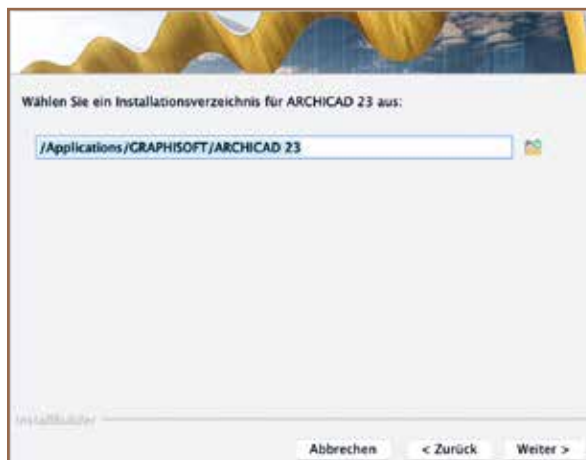 Wählen Sie ein Installationsverzeichnis für ARCHICAD 23 aus:
/Applications/GRAPHISOFT/ARCHICAD 23
InstallBuilder
Abbrechen
< Zurück
Weiter >